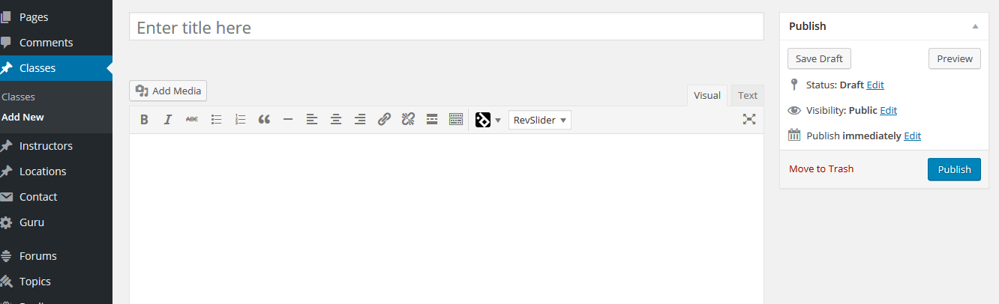 Pages
Comments
Classes
Classes
Add New
Instructors
Locations
Contact
Guru
Forums
Topics
Enter title here
Add Media
Visual Text
B I ABC RevSlider
Publish
Save Draft Preview
Status: Draft Edit
Visibility: Public Edit
Publish immediately Edit
Move to Trash Publish